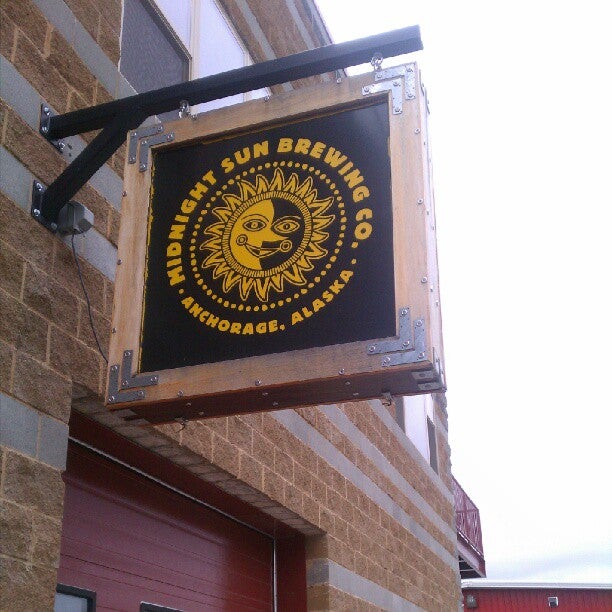 MIDNIGHT SUN BREWING CO.
ANCHORAGE, ALASKA